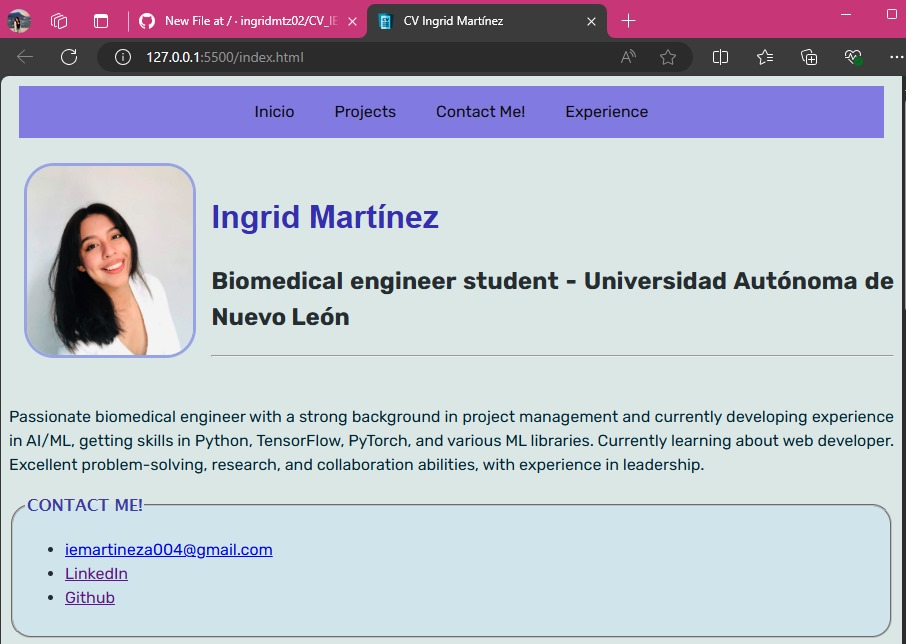 New File at / · ingridmtz02/CV_IE
CV Ingrid Martínez
127.0.0.1:5500/index.html
Inicio Projects Contact Me! Experience
Ingrid Martínez
Biomedical engineer student - Universidad Autónoma de
Nuevo León
Passionate biomedical engineer with a strong background in project management and currently developing experience
in AI/ML, getting skills in Python, TensorFlow, PyTorch, and various ML libraries. Currently learning about web developer.
Excellent problem-solving, research, and collaboration abilities, with experience in leadership.
CONTACT ME!
iemartineza004@gmail.com
LinkedIn
Github